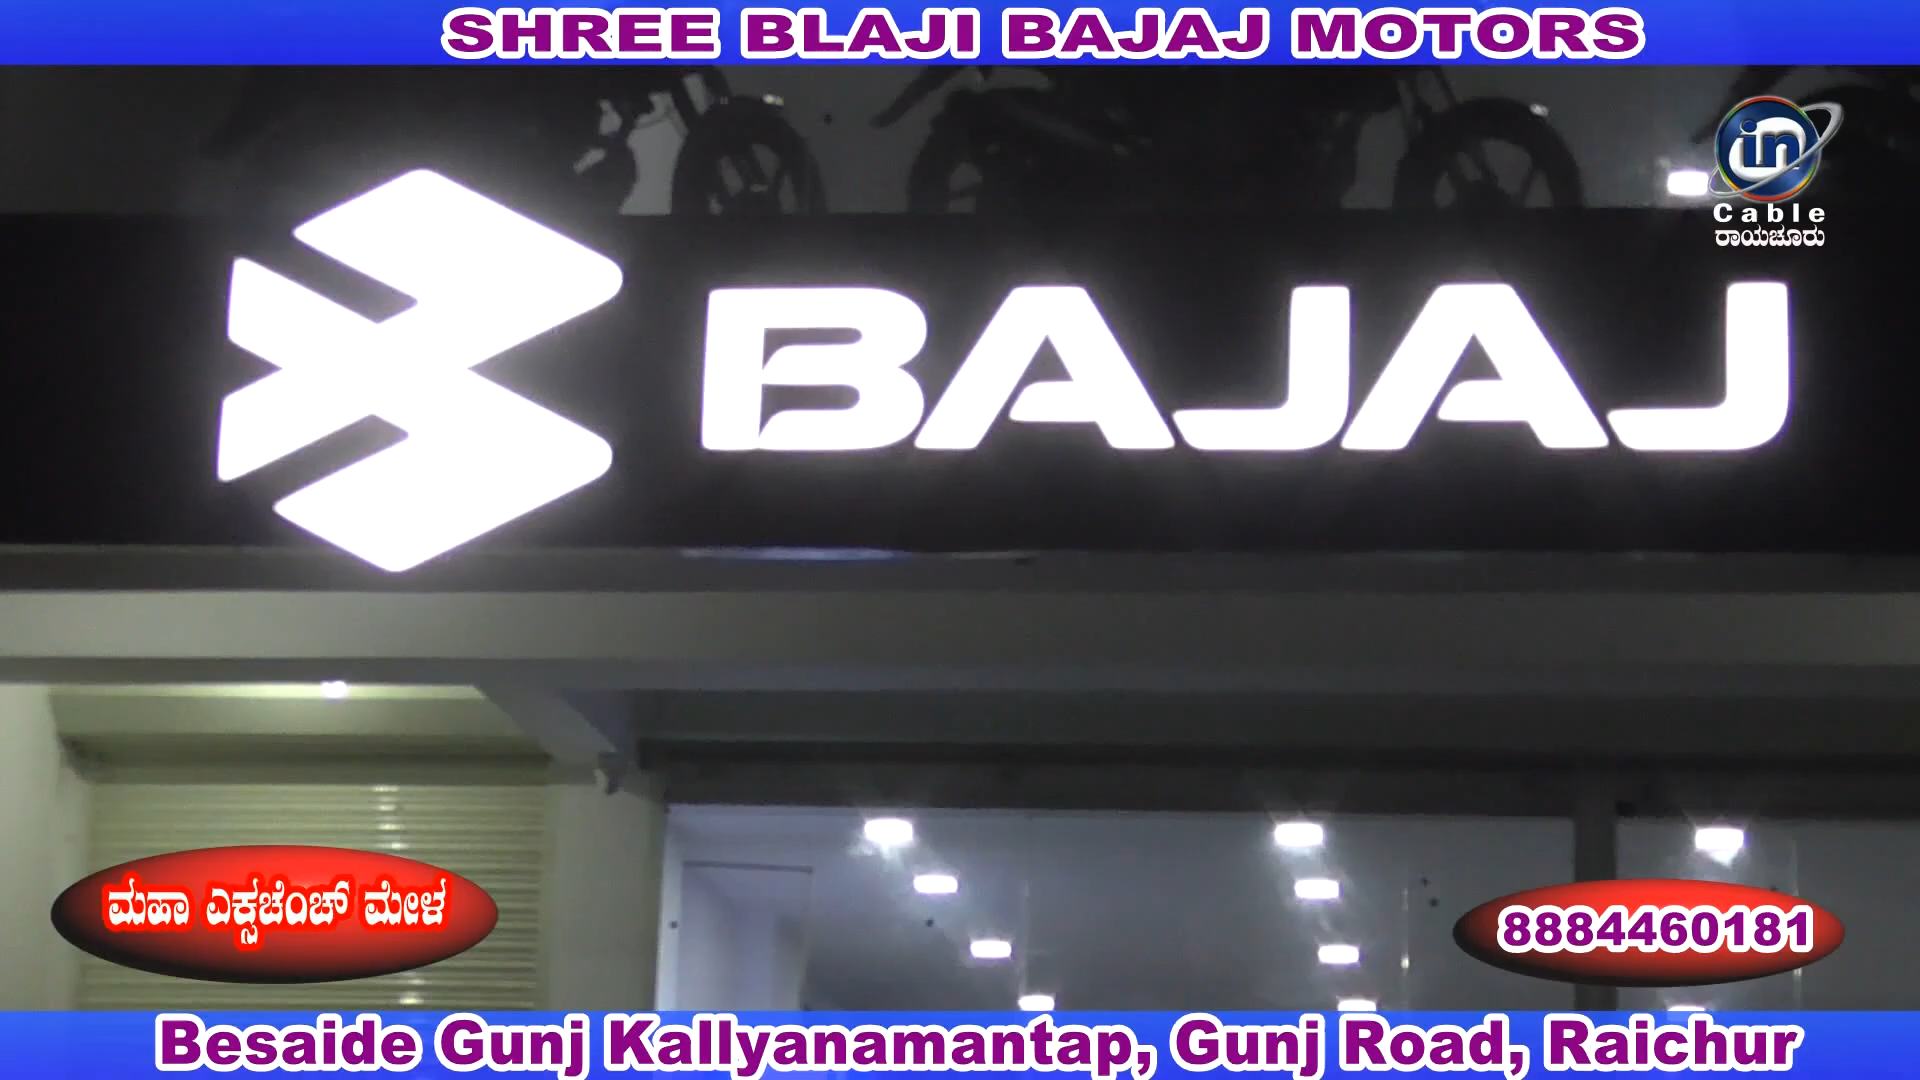 SHREE BLAJI BAJAJ MOTORS
in
Cable
ರಾಯಚೂರು
BAJAJ
ಮಹಾ ಎಕ್ಸಚೆಂಚ್ ಮೇಳ
8884460181
Besaide Gunj Kallyanamantap, Gunj Road, Raichur